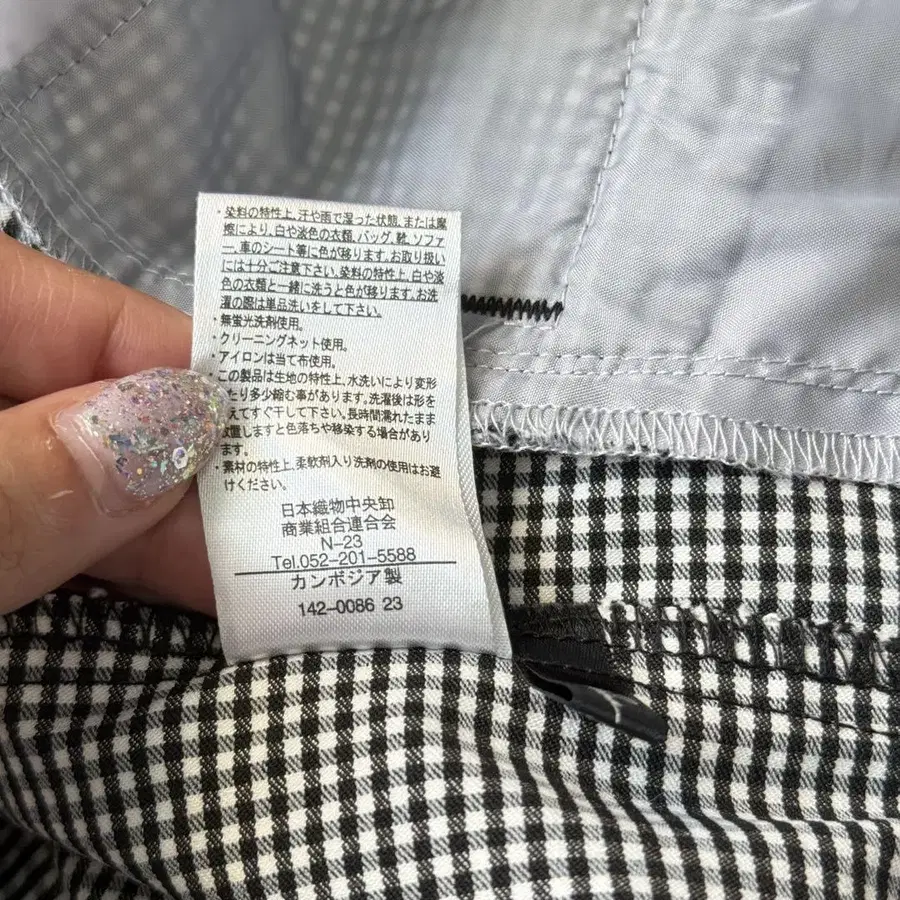 ・染料の特性上、汗や雨で湿った状態、または摩
擦により、白や淡色の衣類、バッグ、靴、ソファ
ー、車のシート等に色が移ります。お取り扱い
には十分ご注意下さい。染料の特性上、白や淡
色の衣類と一緒に洗うと色が移ります。お洗
濯の際は単品洗いをして下さい。
・無蛍光洗剤使用。
・クリーニングネット使用。
・アイロンは当て布使用。
・この製品は生地の特性上、水洗いにより変形
たり多少縮む事があります。洗濯後は形を
えてすぐ干して下さい。長時間濡れたまま
放置しますと色落ちや移染する場合があり
ます。
・素材の特性上、柔軟剤入り洗剤の使用はお避
けください。
日本織物中央卸
商業組合連合会
N-23
Tel.052-201-5588
カンボジア製
142-0086 23